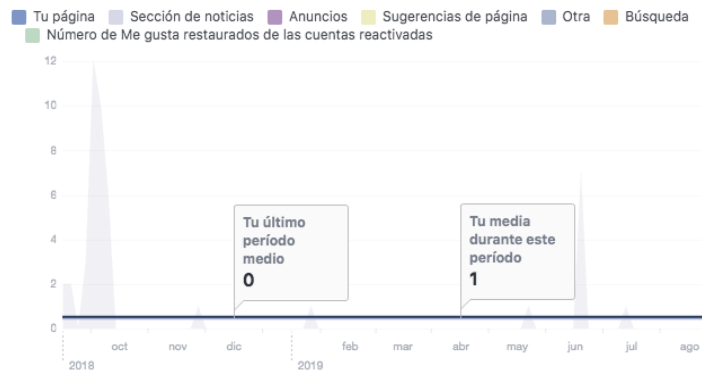 Tu página Sección de noticias Anuncios Sugerencias de página Otra Búsqueda
Número de Me gusta restaurados de las cuentas reactivadas
12
10
8
6
4
2
0
Tu último
período
medio
0
Tu media
durante este
período
1
oct nov dic feb mar abr may jun jul ago
2018 2019